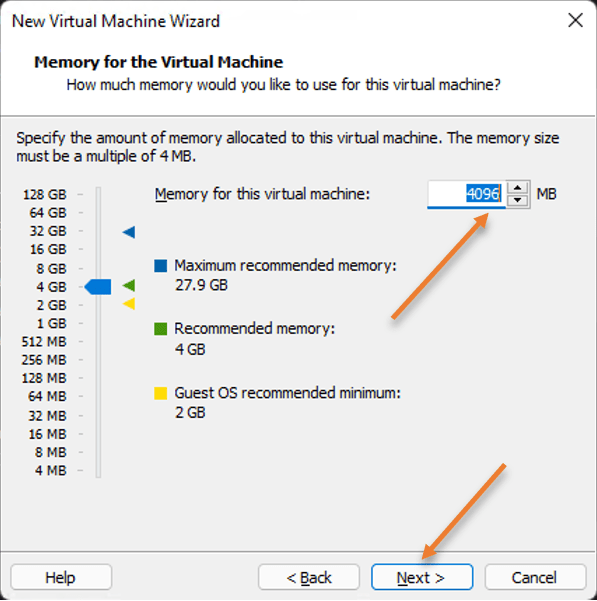 New Virtual Machine Wizard
Memory for the Virtual Machine
How much memory would you like to use for this virtual machine?
Specify the amount of memory allocated to this virtual machine. The memory size
must be a multiple of 4 MB.
Memory for this virtual machine: 4096 MB
128 GB
64 GB
32 GB
16 GB
8 GB
4 GB
2 GB
1 GB
512 MB
256 MB
128 MB
64 MB
32 MB
16 MB
8 MB
4 MB
Maximum recommended memory:
27.9 GB
Recommended memory:
4 GB
Guest OS recommended minimum:
2 GB
Help
< Back
Next >
Cancel